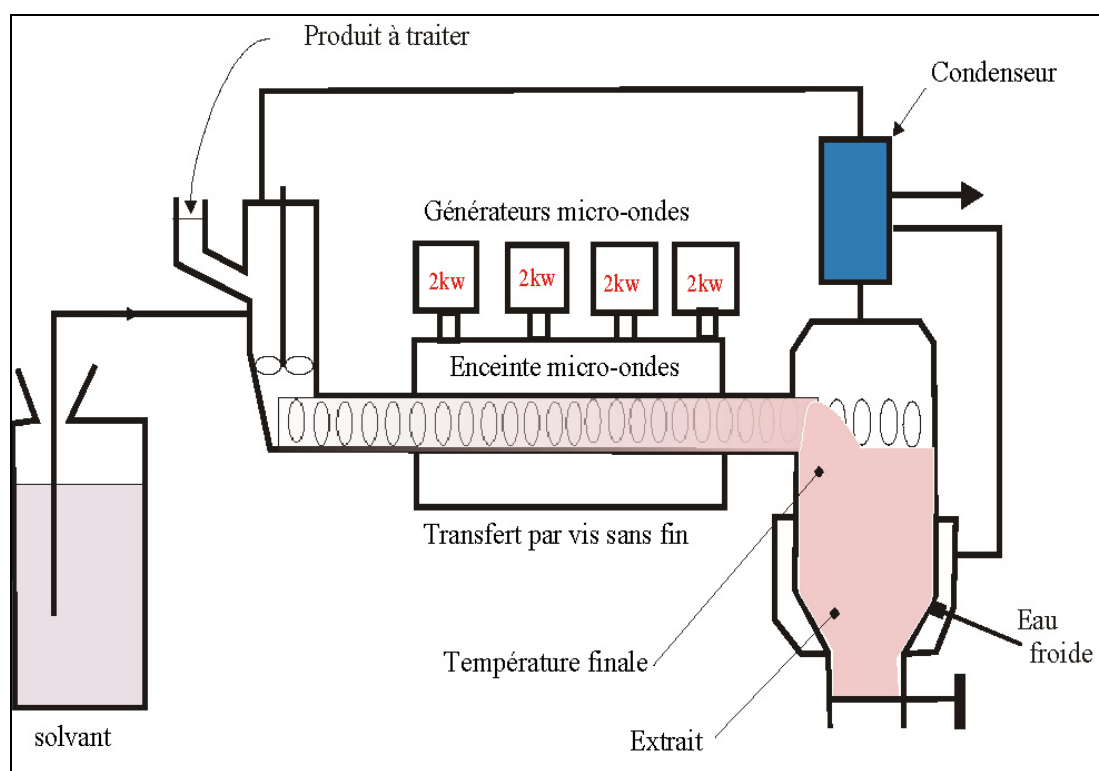 Produit à traiter
Condenseur
Générateurs micro-ondes
2kw 2kw 2kw 2kw
Enceinte micro-ondes
Transfert par vis sans fin
Eau
froide
Température finale
Extrait
solvant